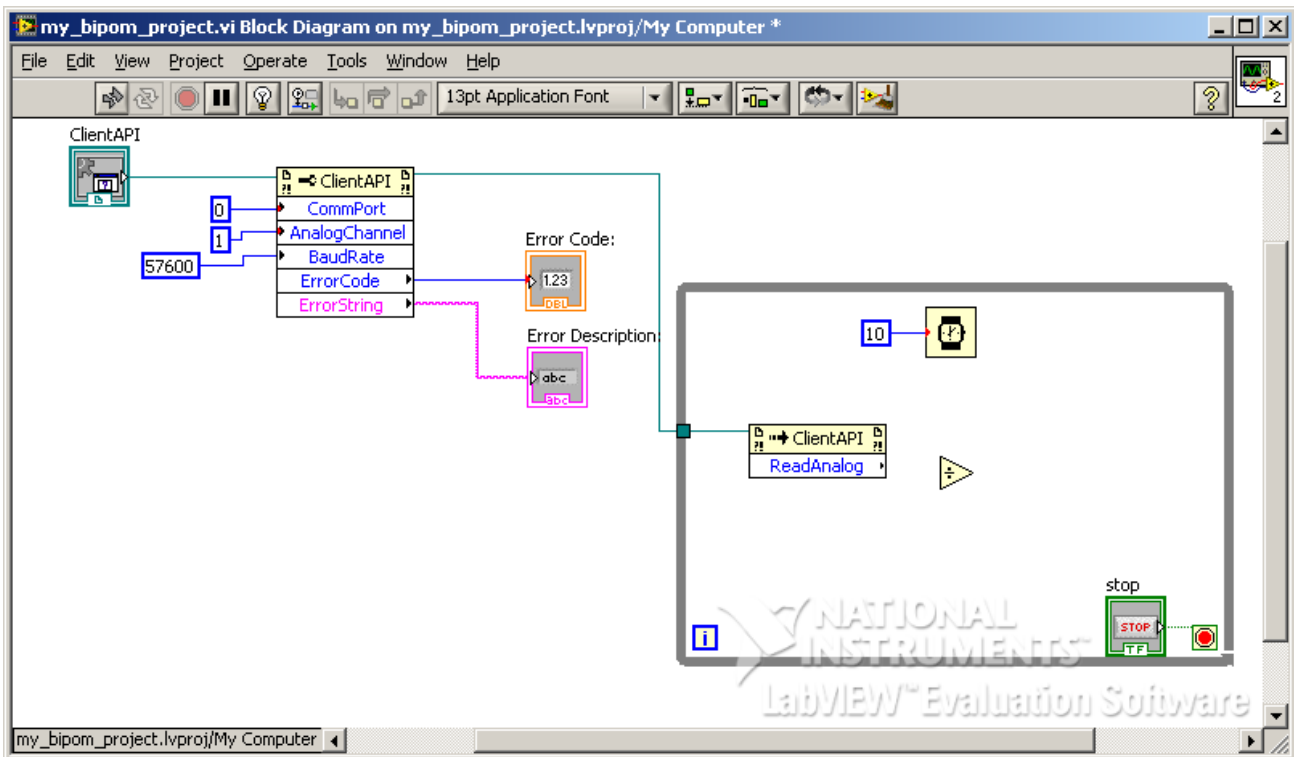 my_bipom_project.vi Block Diagram on my_bipom_project.lvproj/My Computer *
File Edit View Project Operate Tools Window Help
13pt Application Font
2
ClientAPI
ClientAPI
0 CommPort
1 AnalogChannel
57600 BaudRate
ErrorCode
ErrorString
Error Code:
1.23
DBL
Error Description:
abc
abc
10
ClientAPI
ReadAnalog
stop
STOP
TF
i
NATIONAL
INSTRUMENTS™
LabVIEW™ Evaluation Software
my_bipom_project.lvproj/My Computer